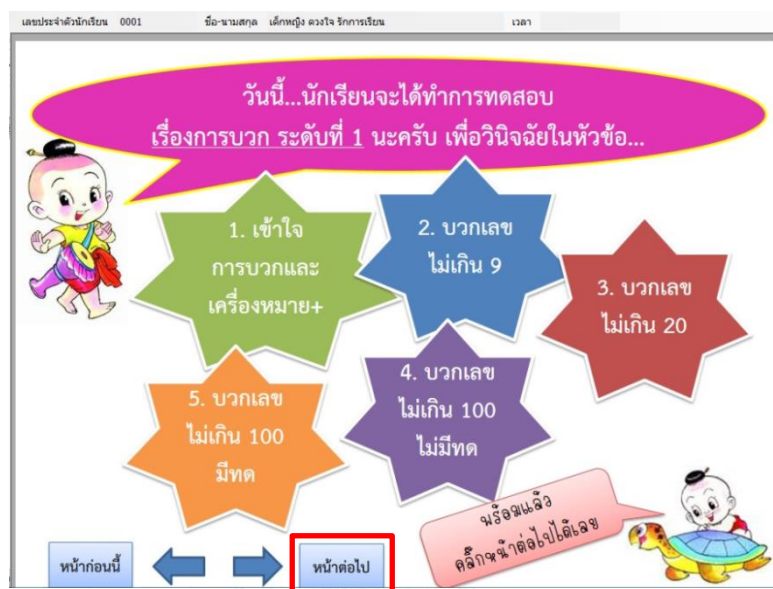 เลขประจำตัวนักเรียน 0001 ชื่อ-นามสกุล เด็กหญิง ดวงใจ รักการเรียน เวลา
วันนี้...นักเรียนจะได้ทำการทดสอบ
เรื่องการบวก ระดับที่ 1 นะครับ เพื่อวินิจฉัยในหัวข้อ...
1. เข้าใจ
การบวกและ
เครื่องหมาย+
2. บวกเลข
ไม่เกิน 9
3. บวกเลข
ไม่เกิน 20
4. บวกเลข
ไม่เกิน 100
ไม่มีทด
5. บวกเลข
ไม่เกิน 100
มีทด
พร้อมแล้ว
คลิ๊กหน้าต่อไปได้เลย
หน้าก่อนนี้
หน้าต่อไป